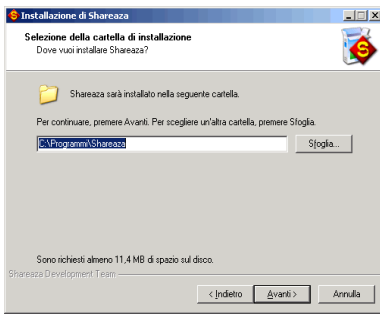 Installazione di Shareaza
Selezione della cartella di installazione
Dove vuoi installare Shareaza?
Shareaza sarà installato nella seguente cartella.
Per continuare, premere Avanti. Per scegliere un'altra cartella, premere Sfoglia.
C:\Programmi\Shareaza
Sfoglia...
Sono richiesti almeno 11,4 MB di spazio sul disco.
Shareaza Development Team
< Indietro
Avanti >
Annulla